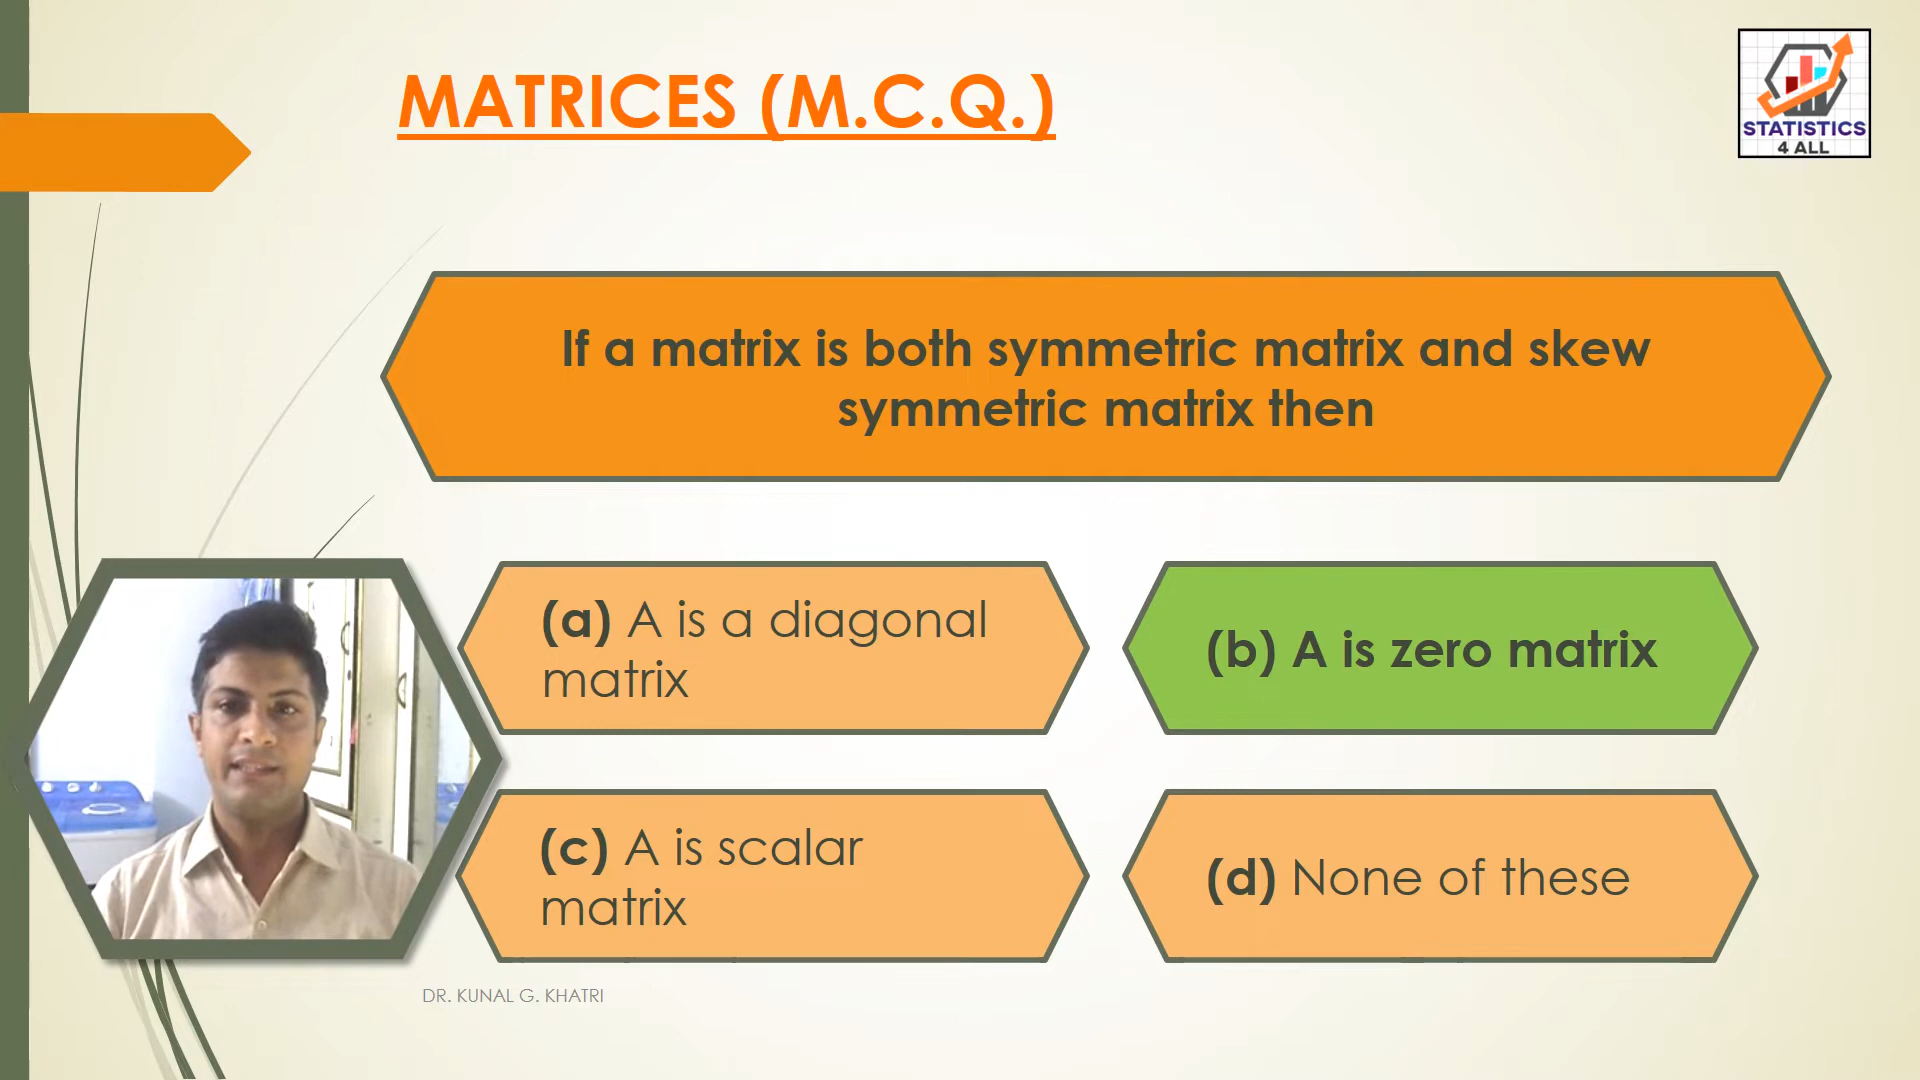 MATRICES (M.C.Q.)
STATISTICS
4 ALL
If a matrix is both symmetric matrix and skew
symmetric matrix then
(a) A is a diagonal
matrix
(b) A is zero matrix
(c) A is scalar
matrix
(d) None of these
DR. KUNAL G. KHATRI